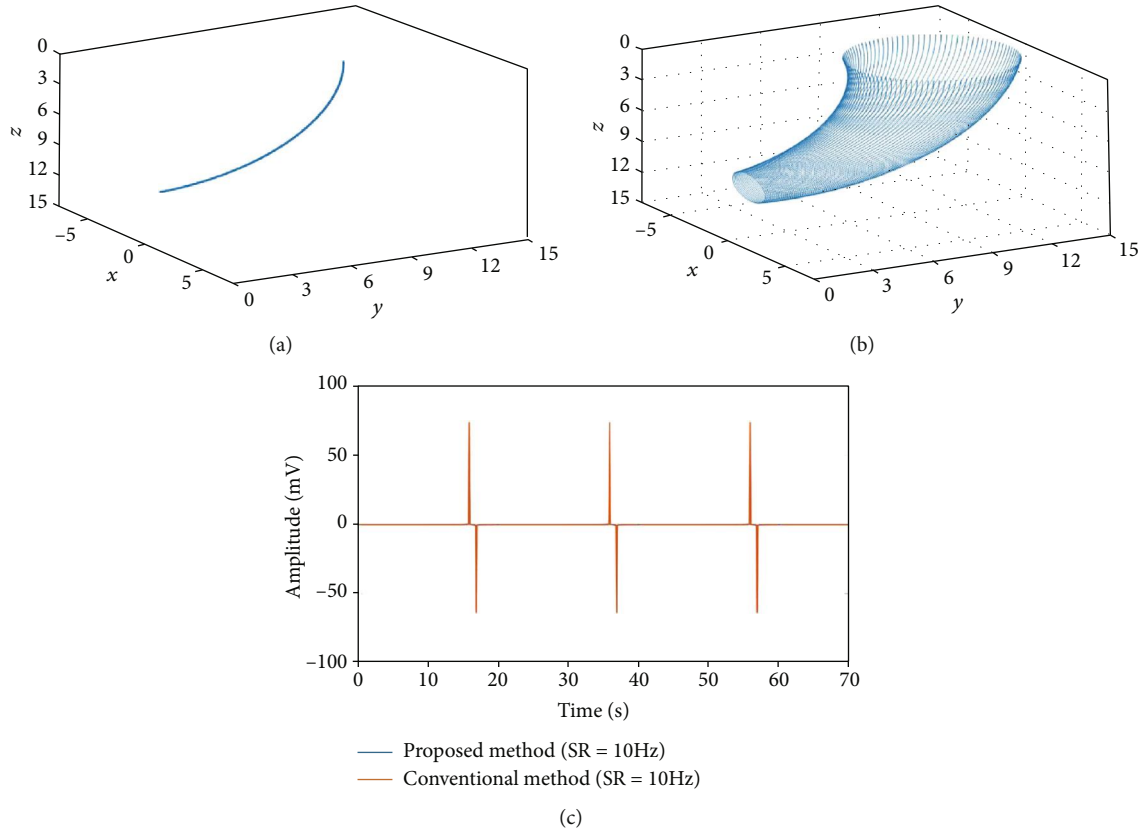 0
3
6
9
12
15
z
−5
0
5
x
0
3
6
9
12
15
y
(a)
0
3
6
9
12
15
z
−5
0
5
x
0
3
6
9
12
15
y
(b)
100
50
0
−50
−100
Amplitude (mV)
0 10 20 30 40 50 60 70
Time (s)
Proposed method (SR = 10Hz)
Conventional method (SR = 10Hz)
(c)